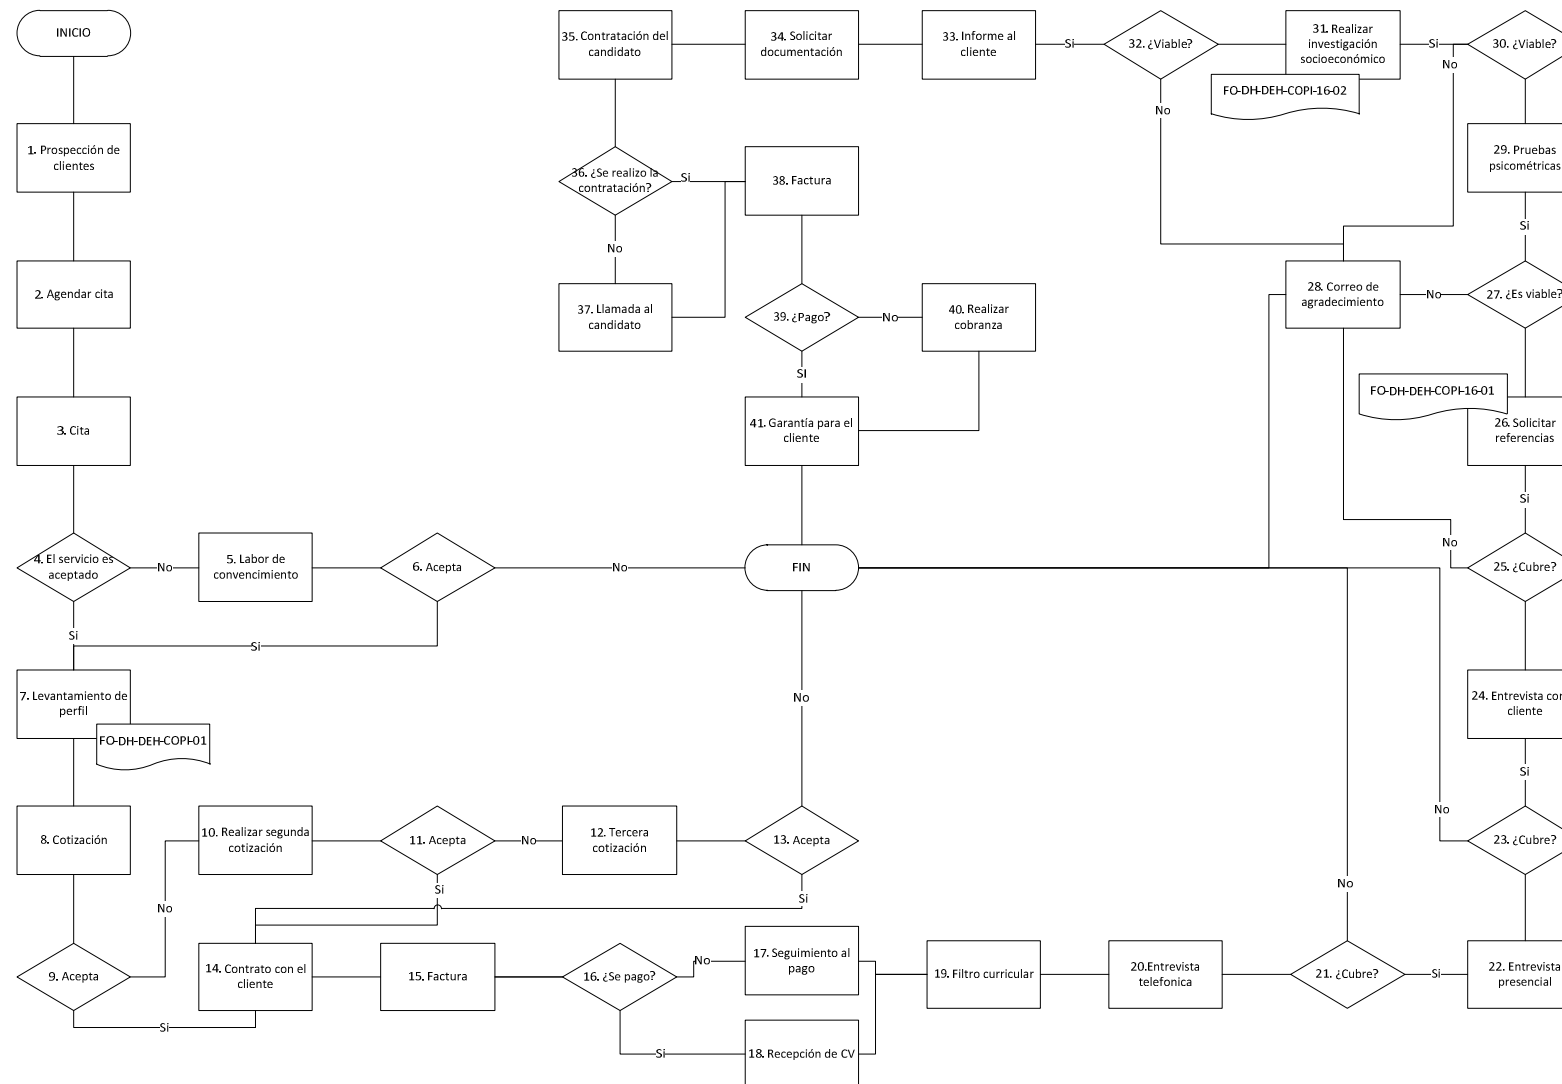 INICIO
35. Contratación del
candidato
34. Solicitar
documentación
33. Informe al
cliente
Si
32. ¿Viable?
31. Realizar
investigación
socioeconómico
Si
No
30. ¿Viable?
FO-DH-DEH-COPI-16-02
No
1. Prospección de
clientes
29. Pruebas
psicométricas
36. ¿Se realizo la
contratación?
Si
38. Factura
No
Si
2. Agendar cita
37. Llamada al
candidato
39. ¿Pago?
No
40. Realizar
cobranza
28. Correo de
agradecimiento
No
27. ¿Es viable?
SI
FO-DH-DEH-COPI-16-01
3. Cita
41. Garantía para el
cliente
26. Solicitar
referencias
Si
No
4. El servicio es
aceptado
No
5. Labor de
convencimiento
6. Acepta
No
FIN
25. ¿Cubre?
Si
Si
7. Levantamiento de
perfil
FO-DH-DEH-COPI-01
No
24. Entrevista con
cliente
Si
No
8. Cotización
10. Realizar segunda
cotización
11. Acepta
No
12. Tercera
cotización
13. Acepta
23. ¿Cubre?
No
Si
Si
No
9. Acepta
14. Contrato con el
cliente
15. Factura
16. ¿Se pago?
No
17. Seguimiento al
pago
19. Filtro curricular
20.Entrevista
telefonica
21. ¿Cubre?
Si
22. Entrevista
presencial
Si
Si
18. Recepción de CV